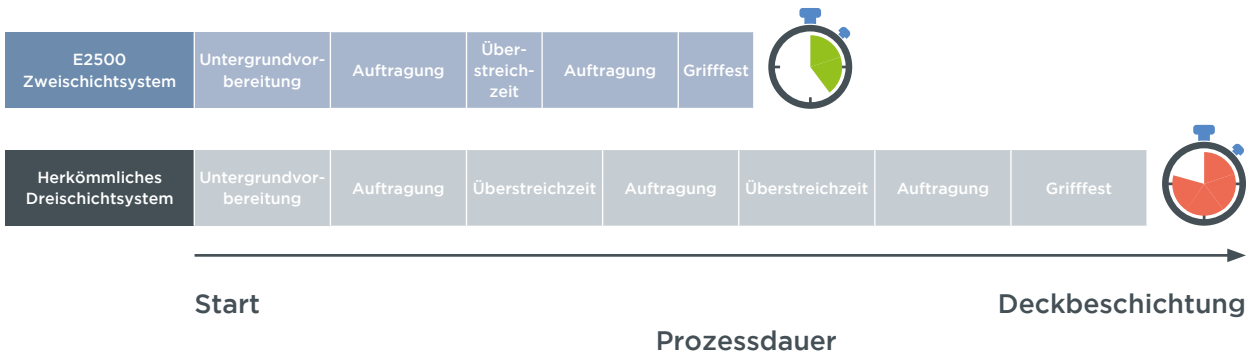 E2500
Zweischichtsystem
Untergrundvor-
bereitung
Auftragung
Über-
streich-
zeit
Auftragung
Grifffest
Herkömmliches
Dreischichtsystem
Untergrundvor-
bereitung
Auftragung
Überstreichzeit
Auftragung
Überstreichzeit
Auftragung
Grifffest
Start
Deckbeschichtung
Prozessdauer